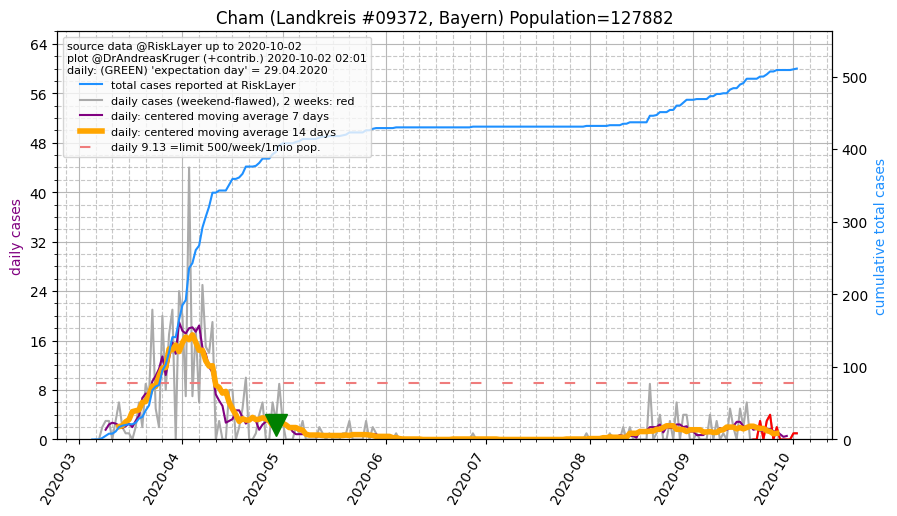 Cham (Landkreis #09372, Bayern) Population=127882
source data @RiskLayer up to 2020-10-02
plot @DrAndreasKruger (+contrib.) 2020-10-02 02:01
daily: (GREEN) 'expectation day' = 29.04.2020
total cases reported at RiskLayer
daily cases (weekend-flawed), 2 weeks: red
daily: centered moving average 7 days
daily: centered moving average 14 days
daily 9.13 =limit 500/week/1mio pop.
daily cases
64
56
48
40
32
24
16
8
0
cumulative total cases
500
400
300
200
100
0
2020-03
2020-04
2020-05
2020-06
2020-07
2020-08
2020-09
2020-10